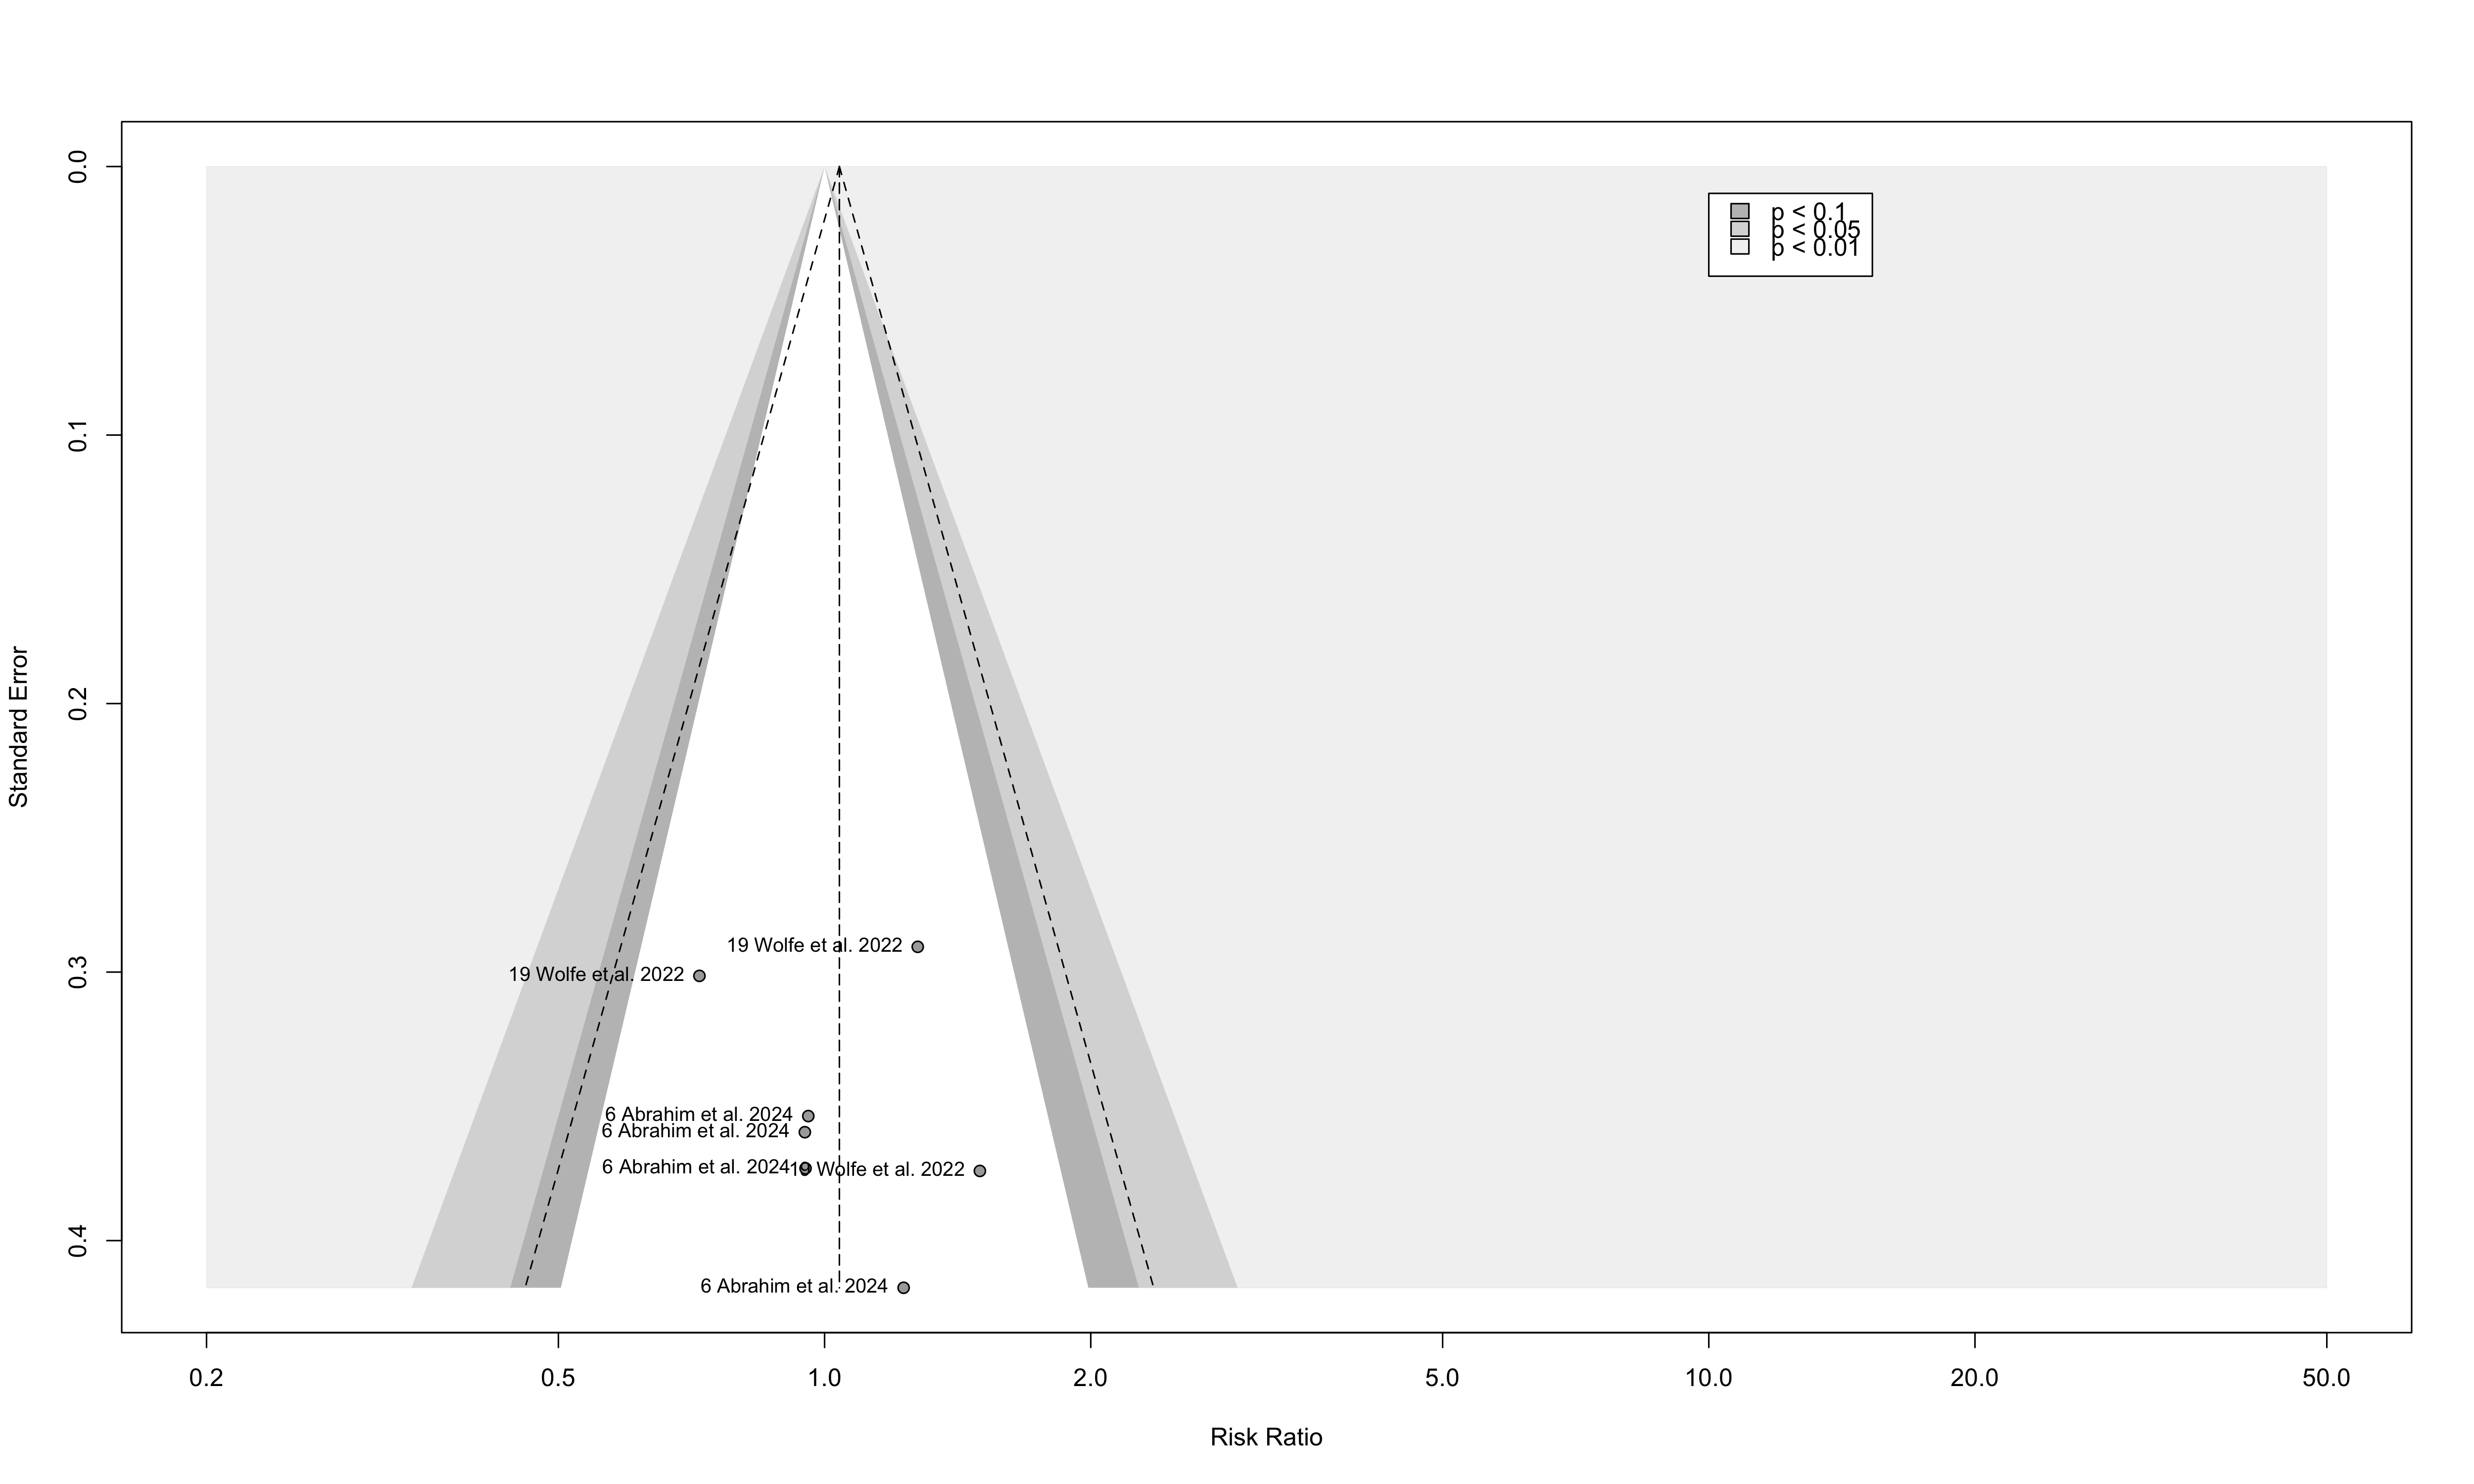 p < 0.1
p < 0.05
p < 0.01
0.0
0.1
0.2
0.3
0.4
Standard Error
19 Wolfe et al. 2022
19 Wolfe et al. 2022
6 Abrahim et al. 2024
6 Abrahim et al. 2024
6 Abrahim et al. 2024
19 Wolfe et al. 2022
6 Abrahim et al. 2024
0.2
0.5
1.0
2.0
5.0
10.0
20.0
50.0
Risk Ratio